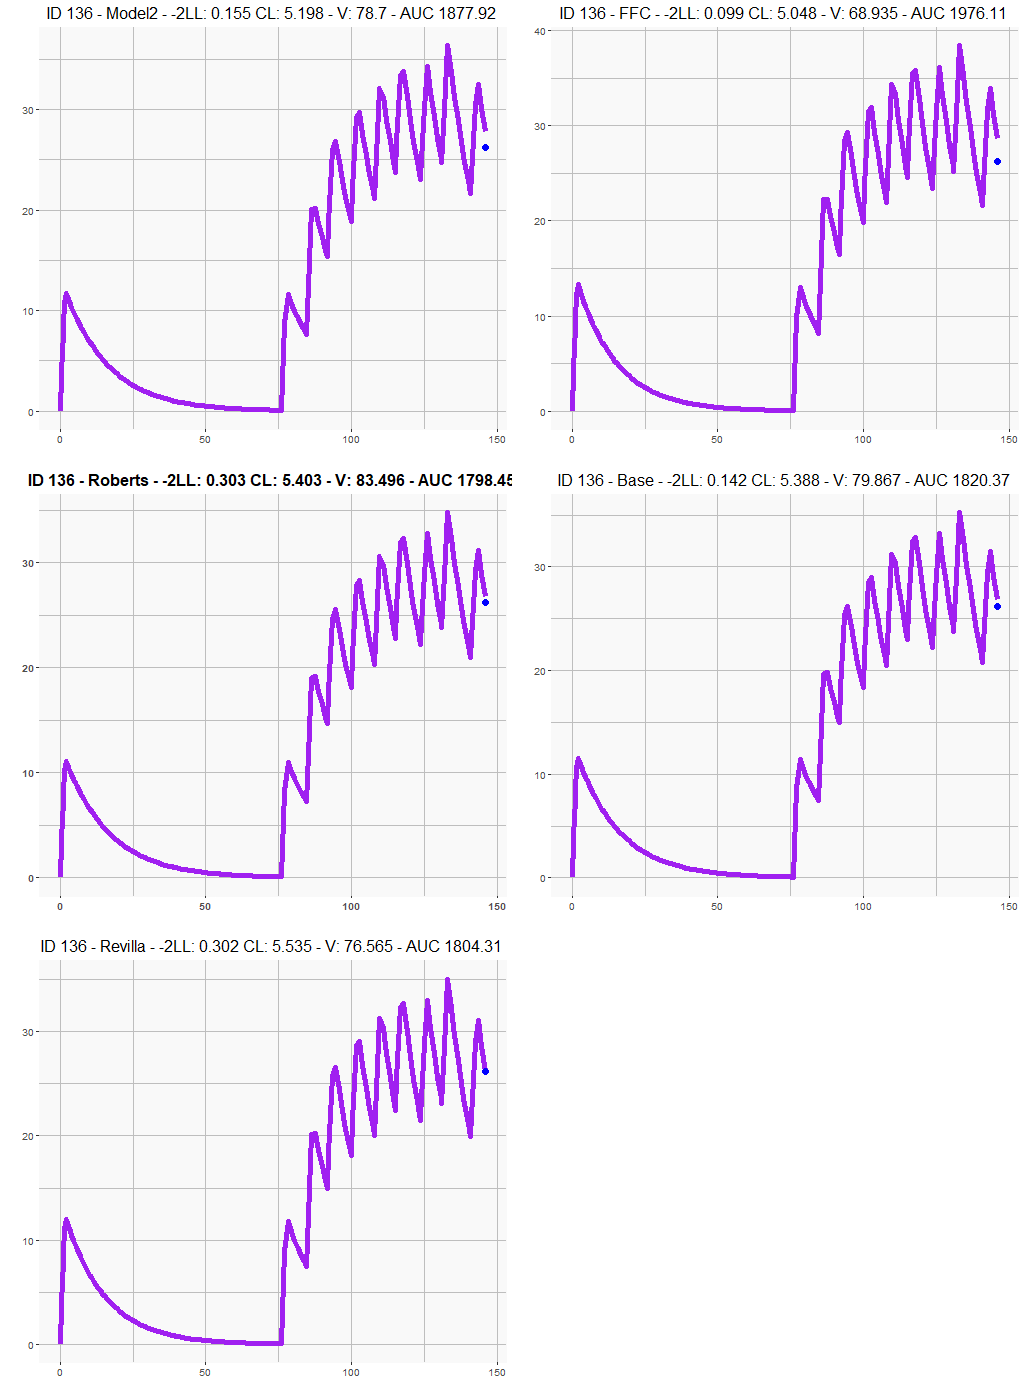 ID 136 - Model2 - -2LL: 0.155 CL: 5.198 - V: 78.7 - AUC 1877.92
30
20
10
0
0 50 100 150
ID 136 - FFC - -2LL: 0.099 CL: 5.048 - V: 68.935 - AUC 1976.11
40
30
20
10
0
0 50 100 150
ID 136 - Roberts - -2LL: 0.303 CL: 5.403 - V: 83.496 - AUC 1798.45
30
20
10
0
0 50 100 150
ID 136 - Base - -2LL: 0.142 CL: 5.388 - V: 79.867 - AUC 1820.37
30
20
10
0
0 50 100 150
ID 136 - Revilla - -2LL: 0.302 CL: 5.535 - V: 76.565 - AUC 1804.31
30
20
10
0
0 50 100 150